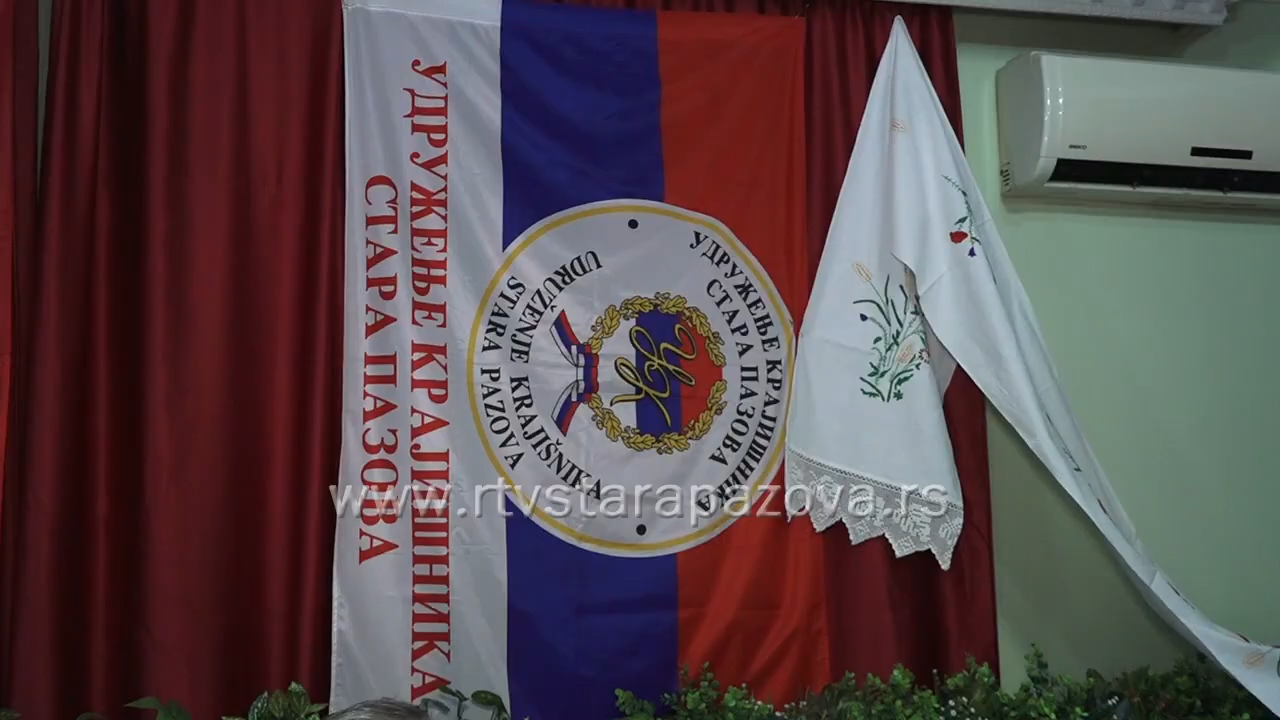 УДРУЖЕЊЕ КРАЈИШНИКА
СТАРА ПАЗОВА
УДРУЖЕЊЕ КРАЈИШНИКА
СТАРА ПАЗОВА
UDRUŽENJE KRAJIŠNIKA
STARA PAZOVA
www.rtvstarapazova.rs